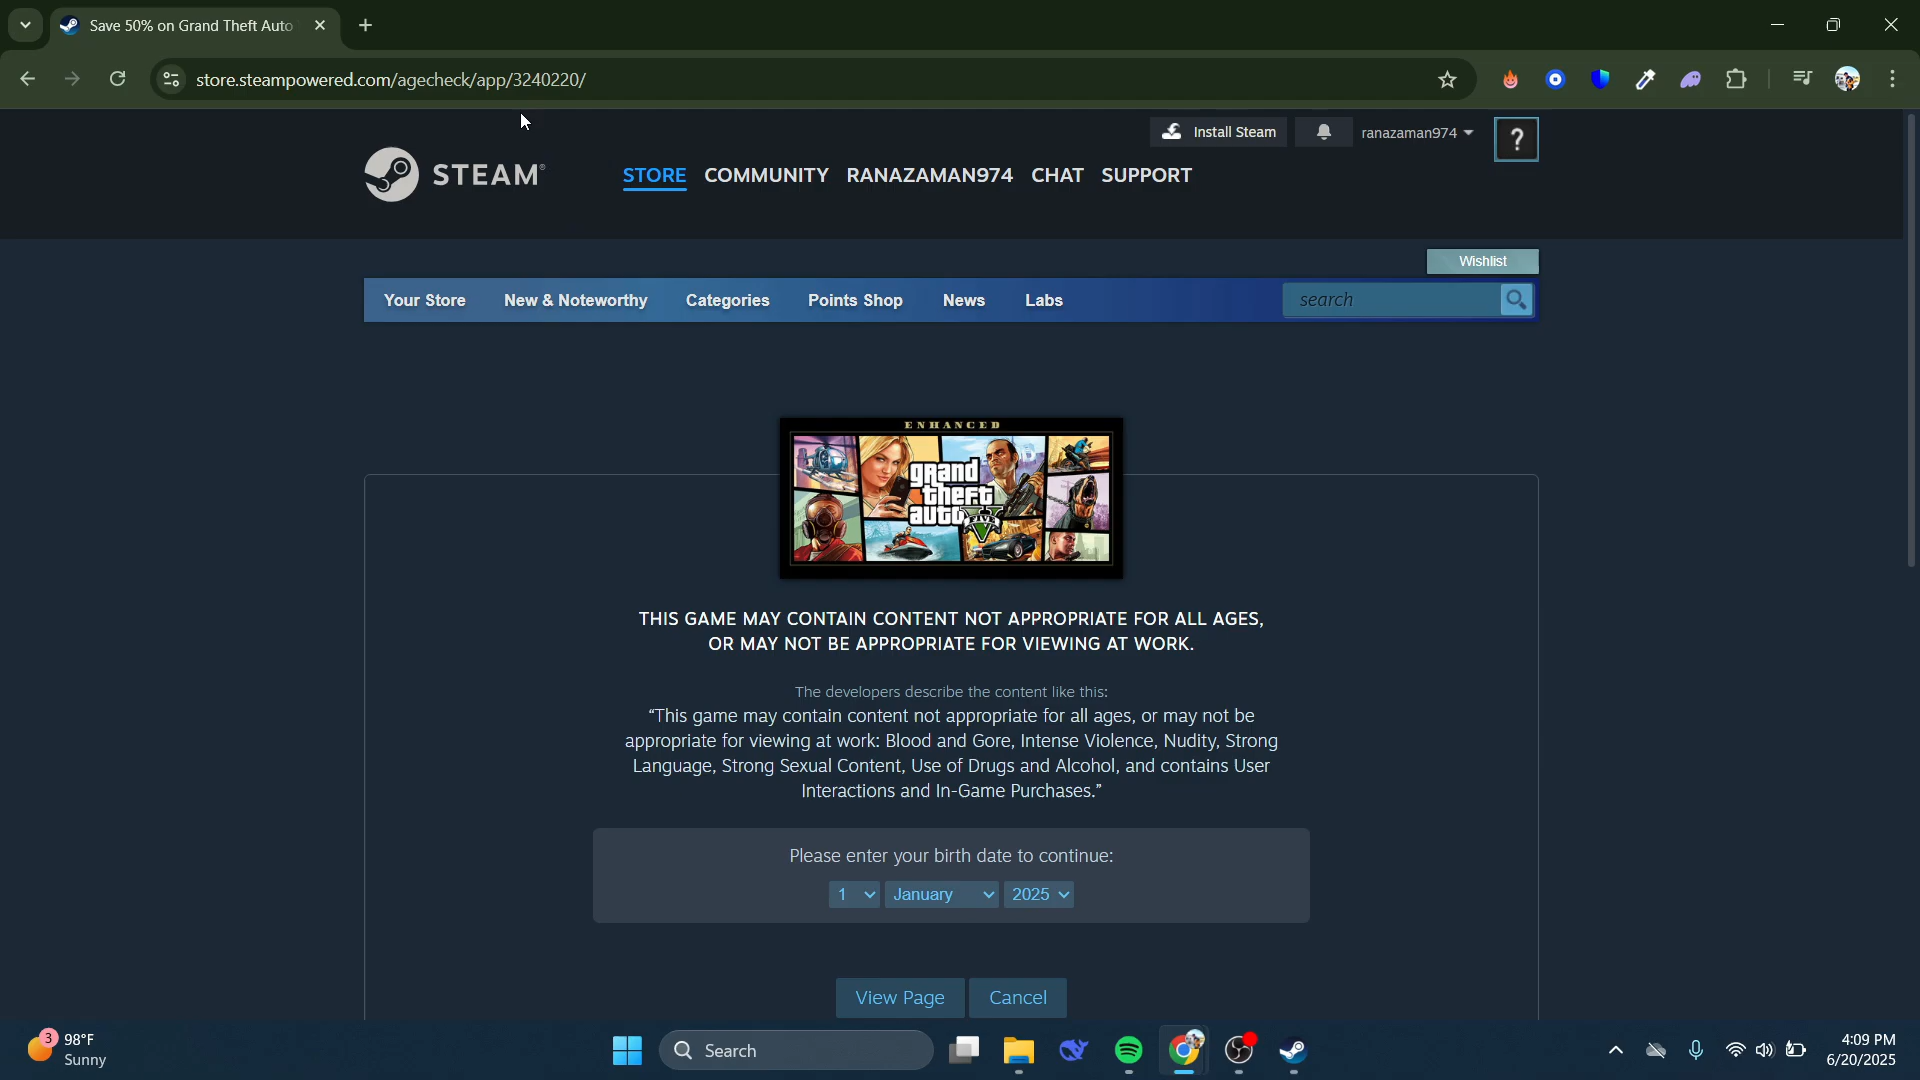 Save 50% on Grand Theft Auto
store.steampowered.com/agecheck/app/3240220/
Install Steam
ranazaman974
?
STEAM®
STORE
COMMUNITY
RANAZAMAN974
CHAT
SUPPORT
Wishlist
Your Store
New & Noteworthy
Categories
Points Shop
News
Labs
search
ENHANCED
grand
theft
auto
V
FIVE
THIS GAME MAY CONTAIN CONTENT NOT APPROPRIATE FOR ALL AGES,
OR MAY NOT BE APPROPRIATE FOR VIEWING AT WORK.
The developers describe the content like this:
“This game may contain content not appropriate for all ages, or may not be
appropriate for viewing at work: Blood and Gore, Intense Violence, Nudity, Strong
Language, Strong Sexual Content, Use of Drugs and Alcohol, and contains User
Interactions and In-Game Purchases.”
Please enter your birth date to continue:
1
January
2025
View Page
Cancel
3
98°F
Sunny
Search
4:09 PM
6/20/2025